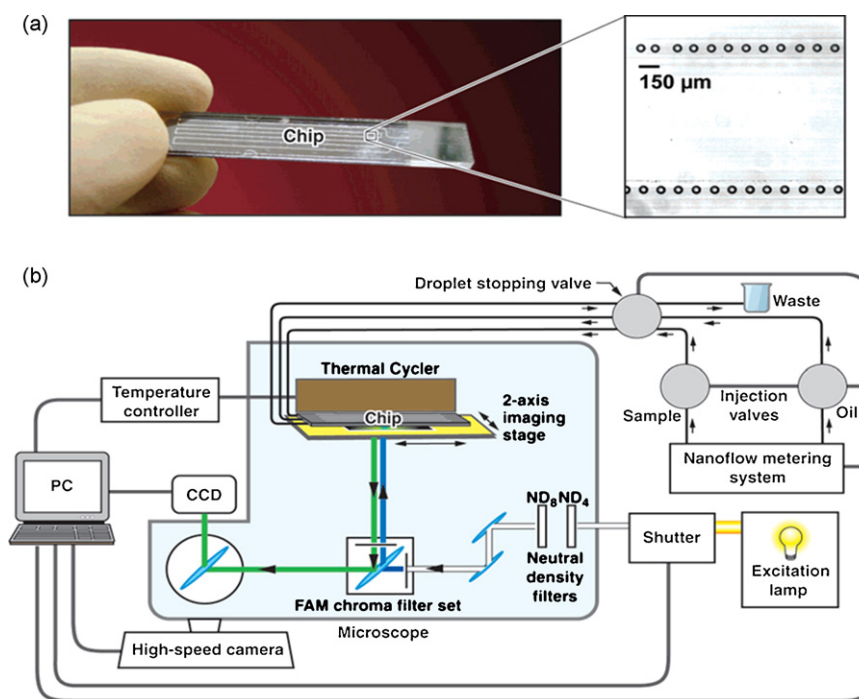 (a)
Chip
150 µm
(b)
Droplet stopping valve
Waste
Thermal Cycler
Temperature
controller
Chip
2-axis
imaging
stage
Sample
Injection
valves
Oil
Nanoflow metering
system
PC
CCD
ND8 ND4
Shutter
Neutral
density
filters
Excitation
lamp
FAM chroma filter set
Microscope
High-speed camera